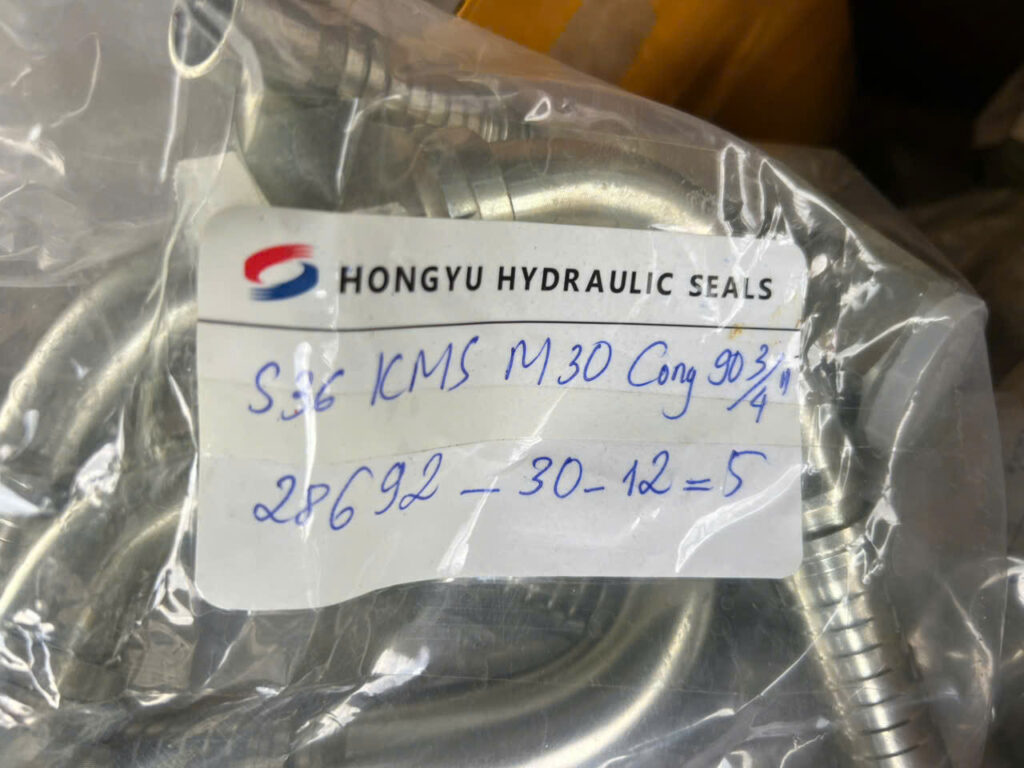 HONGYU HYDRAULIC SEALS
S36 KMS M30 Cong 90 3/4"
28692 - 30 - 12 = 5